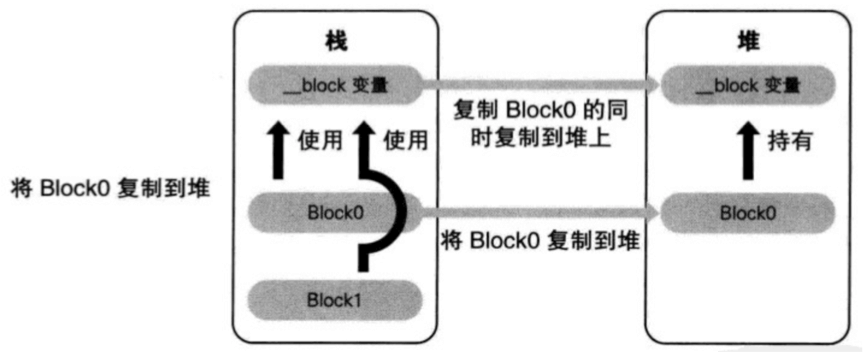 栈
堆
__block 变量
__block 变量
复制 Block0 的同
时复制到堆上
使用
使用
持有
将 Block0 复制到堆
Block0
Block0
将 Block0 复制到堆
Block1